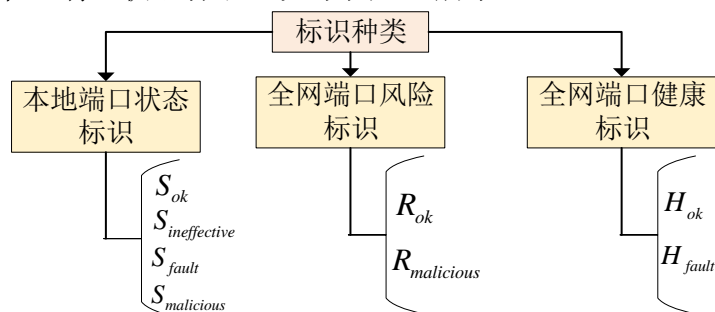 标识种类
本地端口状态
标识
全网端口风险
标识
全网端口健康
标识
S_ok
S_ineffective
S_fault
S_malicious
R_ok
R_malicious
H_ok
H_fault